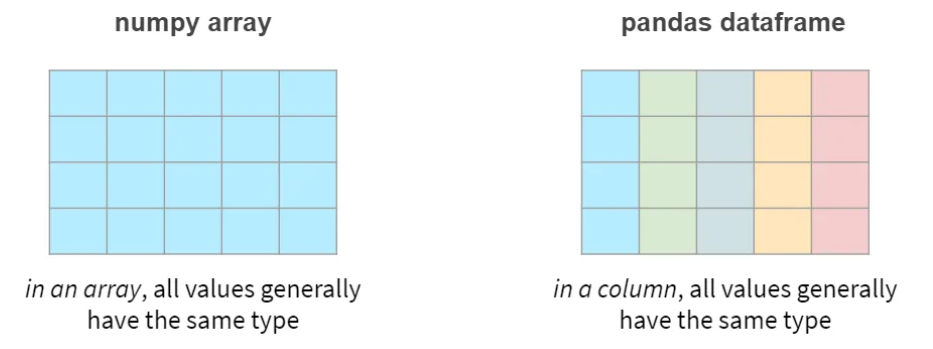 numpy array
pandas dataframe
in an array, all values generally
have the same type
in a column, all values generally
have the same type